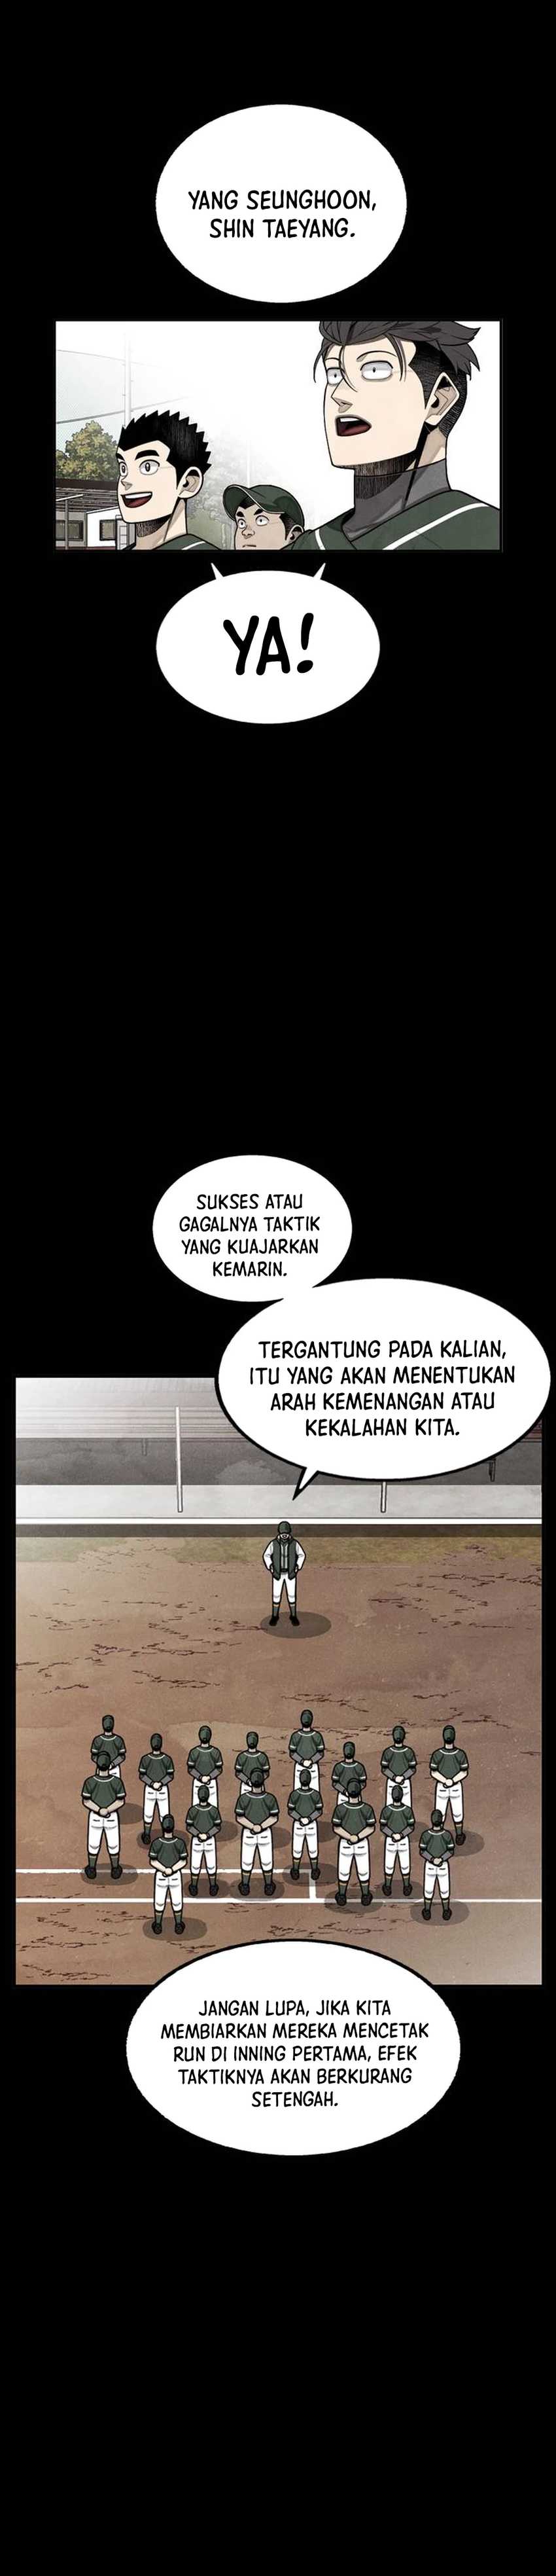 YANG SEUNGHOON,
SHIN TAEYANG.
YA!
SUKSES ATAU
GAGALNYA TAKTIK
YANG KUAJARKAN
KEMARIN.
TERGANTUNG PADA KALIAN,
ITU YANG AKAN MENENTUKAN
ARAH KEMENANGAN ATAU
KEKALAHAN KITA.
JANGAN LUPA, JIKA KITA
MEMBIARKAN MEREKA MENCETAK
RUN DI INNING PERTAMA, EFEK
TAKTIKNYA AKAN BERKURANG
SETENGAH.